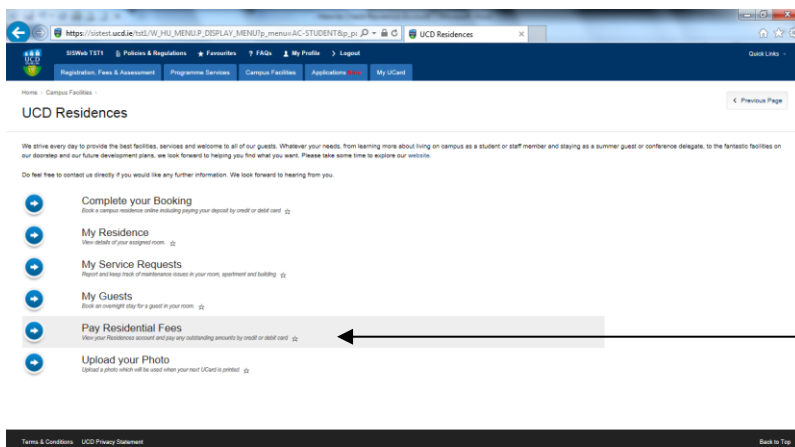 https://sistest.ucd.ie/tst1/W_HU_MENU.P_DISPLAY_MENU?p_menu=AC-STUDENT&p_p
UCD Residences
UCD
SISWeb TST1 Policies & Regulations Favourites ? FAQs My Profile Logout Quick Links
Registration, Fees & Assessment Programme Services Campus Facilities Applications My UCard
Home Campus Facilities
Previous Page
UCD Residences
We strive every day to provide the best facilities, services and welcome to all of our guests. Whatever your needs, from learning more about living on campus as a student or staff member and staying as a summer guest or conference delegate, to the fantastic facilities on
our doorstep and our future development plans, we look forward to helping you find what you want. Please take some time to explore our website.
Do feel free to contact us directly if you would like any further information. We look forward to hearing from you.
Complete your Booking
Book a campus residence online including paying your deposit by credit or debit card
My Residence
View details of your assigned room
My Service Requests
Report and keep track of maintenance issues in your room, apartment and building
My Guests
Book an overnight stay for a guest in your room.
Pay Residential Fees
View your Residences account and pay any outstanding amounts by credit or debit card
Upload your Photo
Upload a photo which will be used when your next UCard is printed
Terms & Conditions UCD Privacy Statement Back to Top